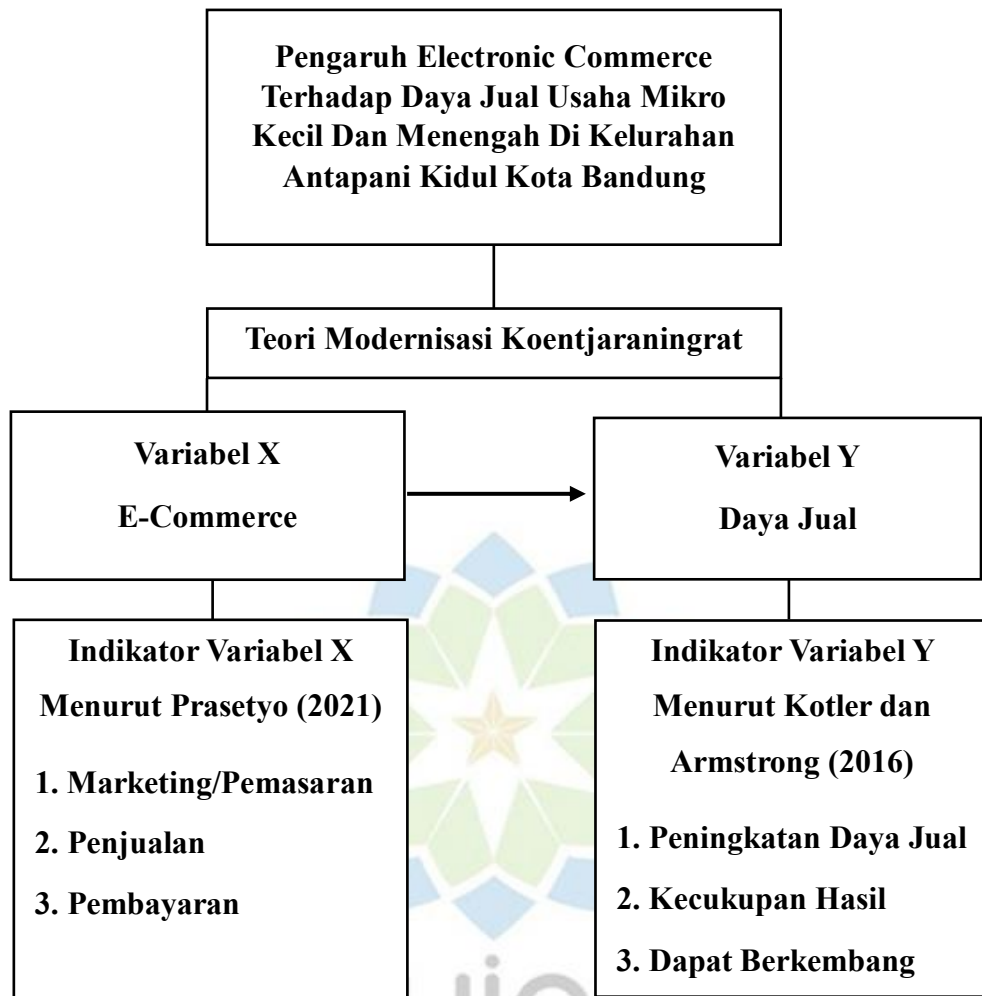 Pengaruh Electronic Commerce
Terhadap Daya Jual Usaha Mikro
Kecil Dan Menengah Di Kelurahan
Antapani Kidul Kota Bandung
Teori Modernisasi Koentjaraningrat
Variabel X
E-Commerce
Variabel Y
Daya Jual
Indikator Variabel X
Menurut Prasetyo (2021)
1. Marketing/Pemasaran
2. Penjualan
3. Pembayaran
Indikator Variabel Y
Menurut Kotler dan
Armstrong (2016)
1. Peningkatan Daya Jual
2. Kecukupan Hasil
3. Dapat Berkembang